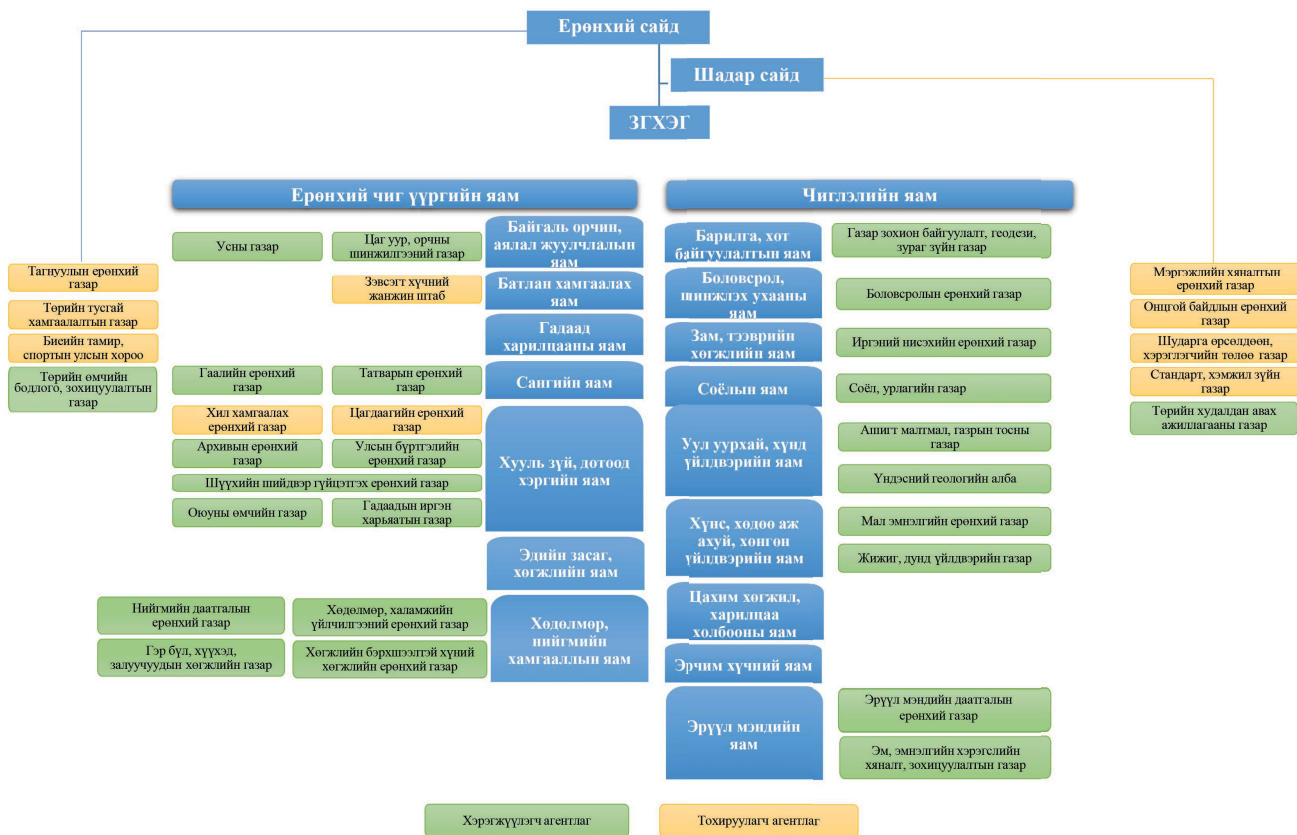 Ерөнхий сайд
Шадар сайд
ЗГХЭГ
Ерөнхий чиг үүргийн яам
Чиглэлийн яам
Тагнуулын ерөнхий
газар
Төрийн тусгай
хамгаалалтын газар
Биеийн тамир,
спортын улсын хороо
Төрийн өмчийн
бодлого, зохицуулалтын
газар
Усны газар
Цаг уур, орчны
шинжилгээний газар
Байгаль орчин,
аялал жуулчлалын
яам
Зэвсэгт хүчний
жанжин штаб
Батлан хамгаалах
яам
Гадаад
харилцааны яам
Гаалийн ерөнхий
газар
Татварын ерөнхий
газар
Сангийн яам
Хил хамгаалах
ерөнхий газар
Цагдаагийн ерөнхий
газар
Архивын ерөнхий
газар
Улсын бүртгэлийн
ерөнхий газар
Шүүхийн шийдвэр гүйцэтгэх ерөнхий газар
Оюуны өмчийн газар
Гадаадын иргэн
харьяатын газар
Хууль зүй, дотоод
хэргийн яам
Эдийн засаг,
хөгжлийн яам
Нийгмийн даатгалын
ерөнхий газар
Хөдөлмөр, халамжийн
үйлчилгээний ерөнхий газар
Гэр бүл, хүүхэд,
залуучуудын хөгжлийн газар
Хөгжлийн бэрхшээлтэй хүний
хөгжлийн ерөнхий газар
Хөдөлмөр,
нийгмийн
хамгааллын яам
Барилга, хот
байгуулалтын яам
Газар зохион байгуулалт, геодези,
зураг зүйн газар
Боловсрол,
шинжлэх ухааны
яам
Боловсролын ерөнхий газар
Зам, тээврийн
хөгжлийн яам
Иргэний нисэхийн ерөнхий газар
Соёлын яам
Соёл, урлагийн газар
Уул уурхай, хүнд
үйлдвэрийн яам
Ашигт малтмал, газрын тосны
газар
Үндэсний геологийн алба
Хүнс, хөдөө аж
ахуй, хөнгөн
үйлдвэрийн яам
Мал эмнэлгийн ерөнхий газар
Жижиг, дунд үйлдвэрийн газар
Цахим хөгжил,
харилцаа
холбооны яам
Эрчим хүчний яам
Эрүүл мэндийн
яам
Эрүүл мэндийн даатгалын
ерөнхий газар
Эм, эмнэлгийн хэрэгслийн
хяналт, зохицуулалтын газар
Мэргэжлийн хяналтын
ерөнхий газар
Онцгой байдлын ерөнхий
газар
Шударга өрсөлдөөн,
хэрэглэгчийн төлөө газар
Стандарт, хэмжил зүйн
газар
Төрийн худалдан авах
ажиллагааны газар
Хэрэгжүүлэгч агентлаг
Тохируулагч агентлаг